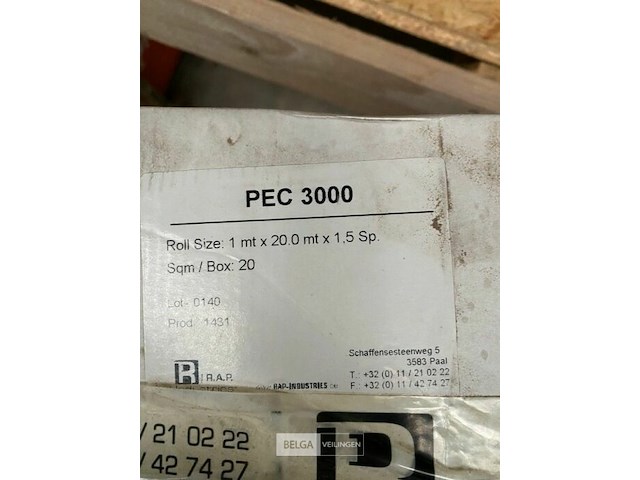 PEC 3000
Roll Size: 1 mt x 20.0 mt x 1.5 Sp.
Sqm / Box: 20
Lot- 0140
Prod 1431
Schaffensesteenweg 5
3583 Paal
R R.A.P.
T.: +32 (0) 11 / 21 02 22
RAP-INDUSTRIES
F.: +32 (0) 11 / 42 74 27
/ 21 02 22
/ 42 74 27
BELGA VEILINGEN